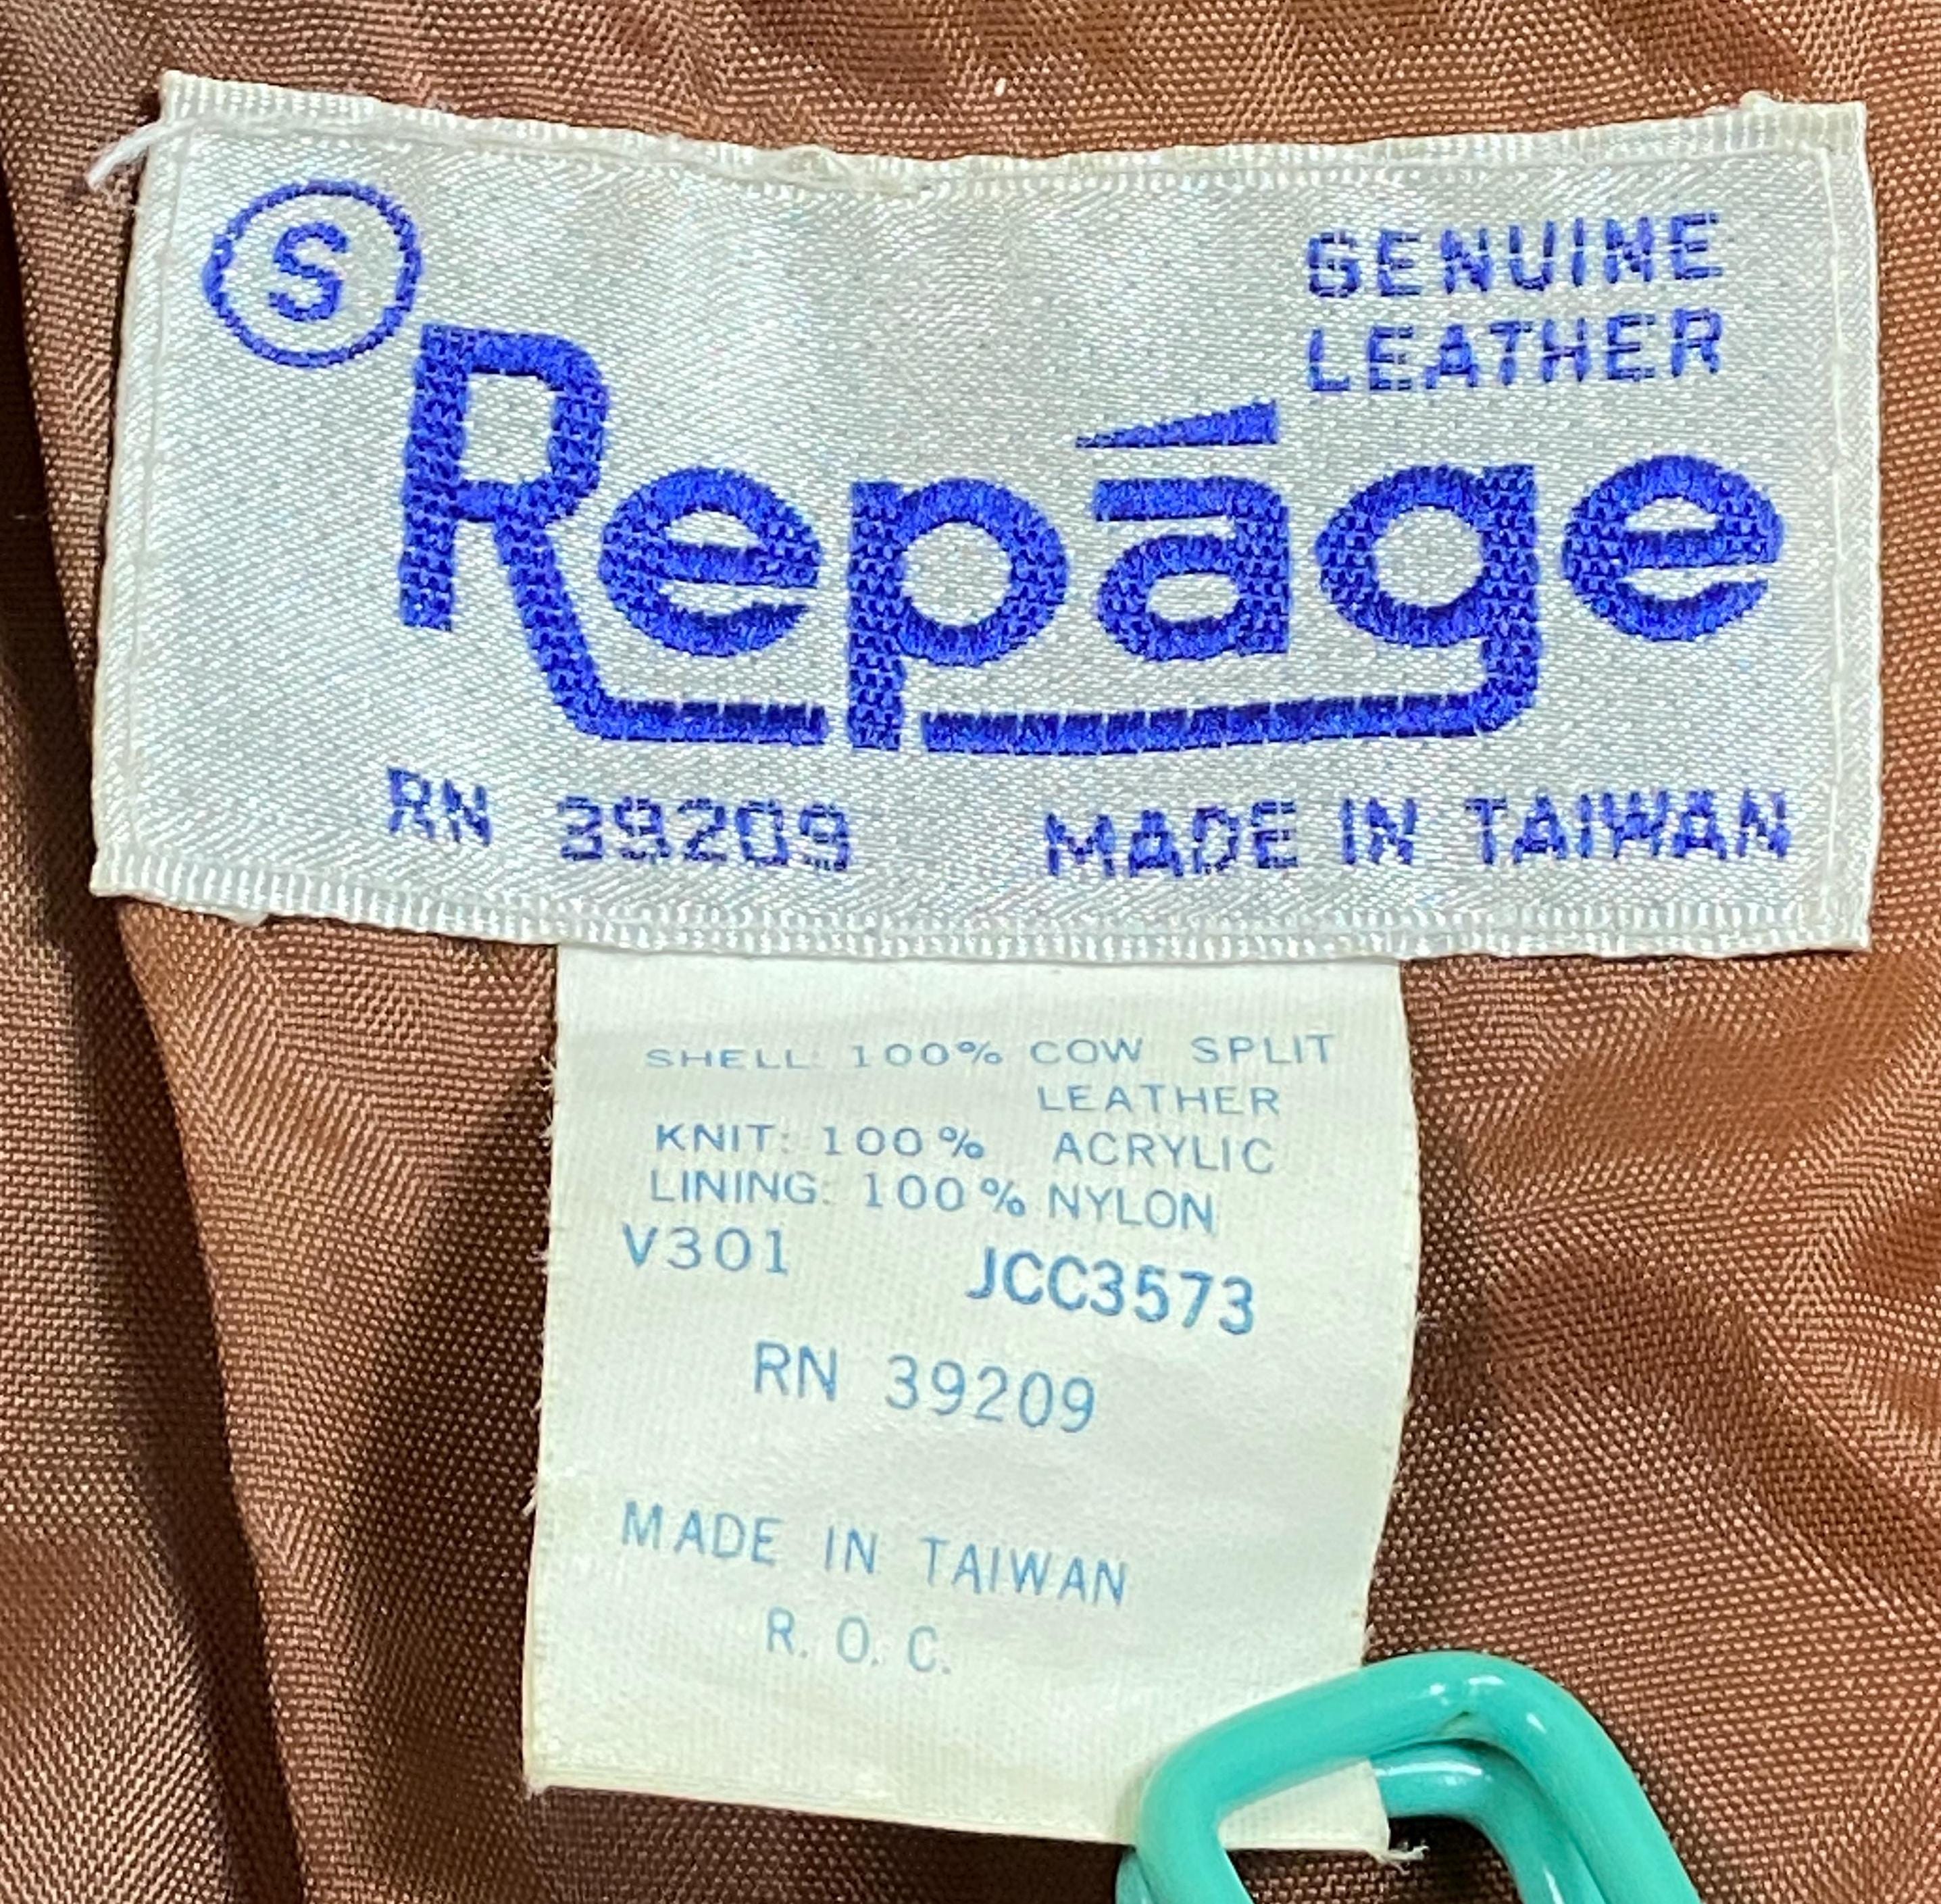 S
GENUINE
LEATHER
Repáge
RN 39209 MADE IN TAIWAN
SHELL: 100% COW SPLIT
LEATHER
KNIT: 100% ACRYLIC
LINING: 100% NYLON
V301 JCC3573
RN 39209
MADE IN TAIWAN
R. O. C.